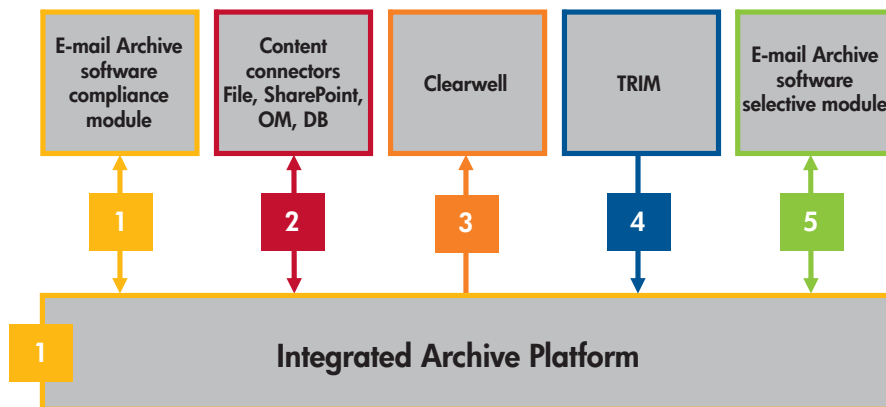 E-mail Archive
software
compliance
module
Content
connectors
File, SharePoint,
OM, DB
Clearwell
TRIM
E-mail Archive
software
selective module
1
2
3
4
5
1
Integrated Archive Platform